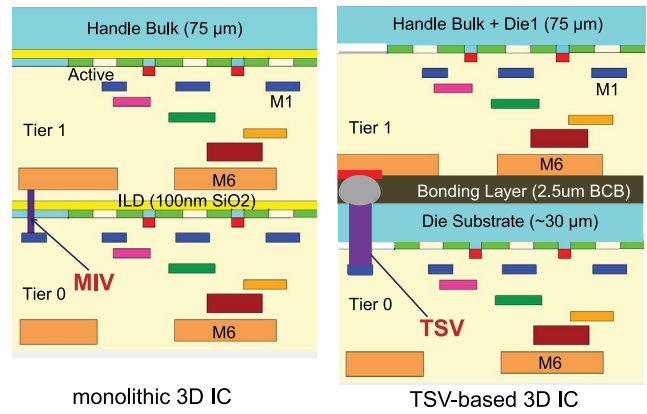 Handle Bulk (75 μm)
Active
M1
Tier 1
M6
ILD (100nm SiO2)
MIV
Tier 0
M6
monolithic 3D IC
Handle Bulk + Die1 (75 μm)
M1
Tier 1
M6
Bonding Layer (2.5um BCB)
Die Substrate (~30 μm)
Tier 0
TSV
M6
TSV-based 3D IC